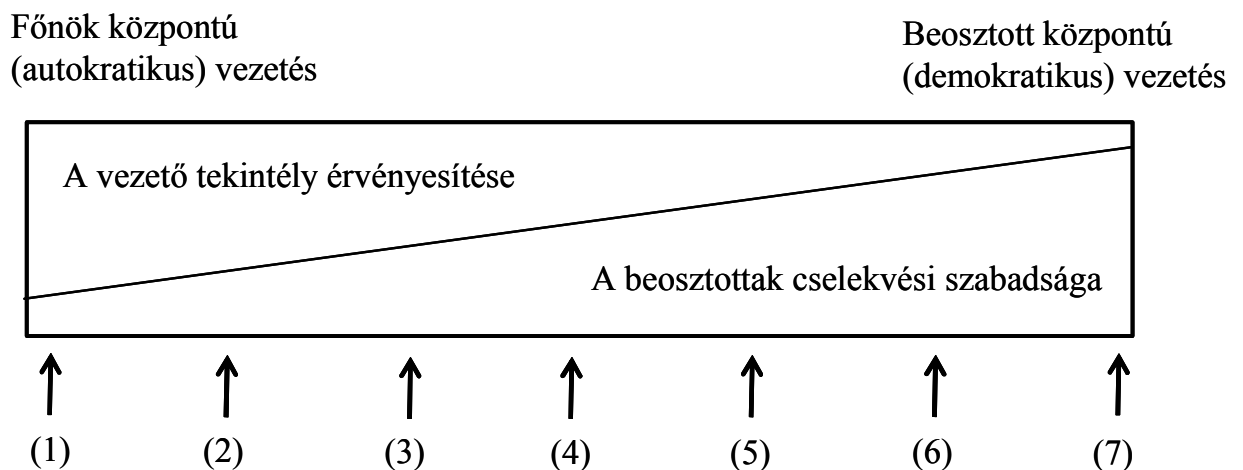 Főnök központú
(autokratikus) vezetés
Beosztott központú
(demokratikus) vezetés
A vezető tekintély érvényesítése
A beosztottak cselekvési szabadsága
(1) (2) (3) (4) (5) (6) (7)